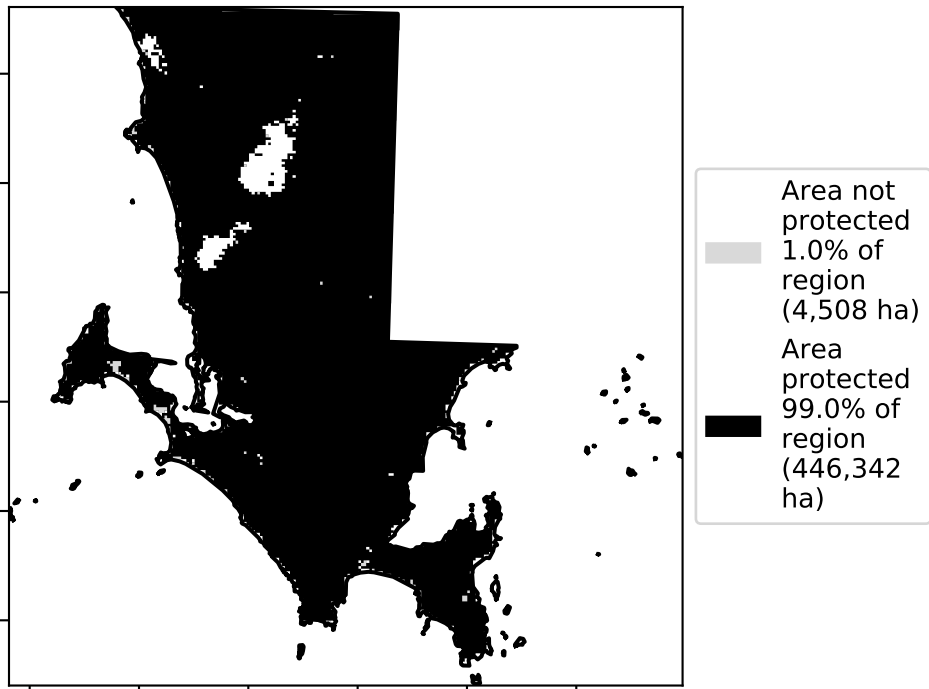 Area not
protected
1.0% of
region
(4,508 ha)
Area
protected
99.0% of
region
(446,342
ha)